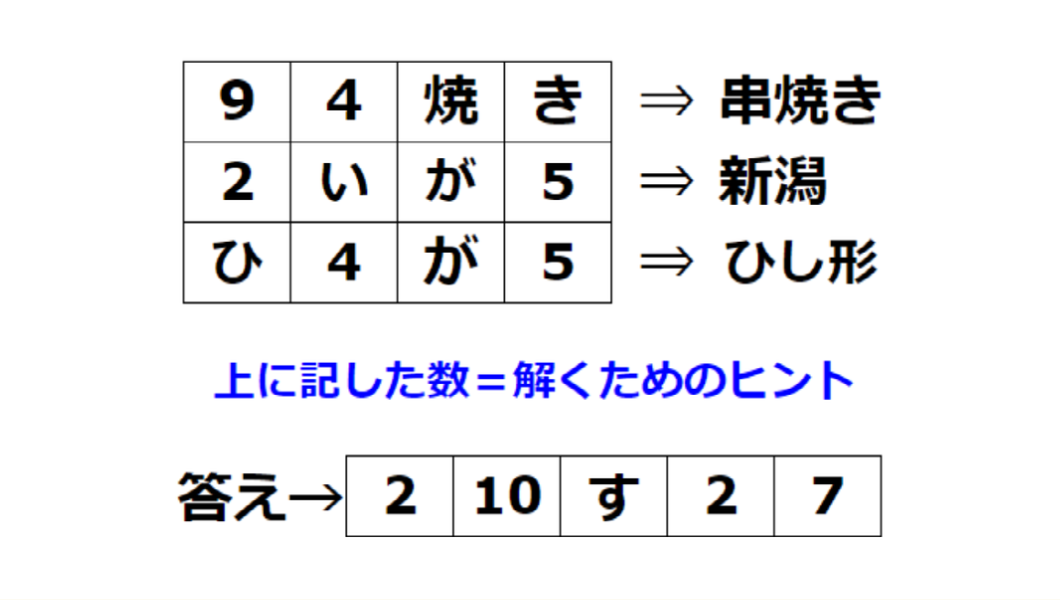 9 4 焼 き ⇒ 串焼き
2 い が 5 ⇒ 新潟
ひ 4 が 5 ⇒ ひし形
上に記した数＝解くためのヒント
答え→ 2 10 す 2 7